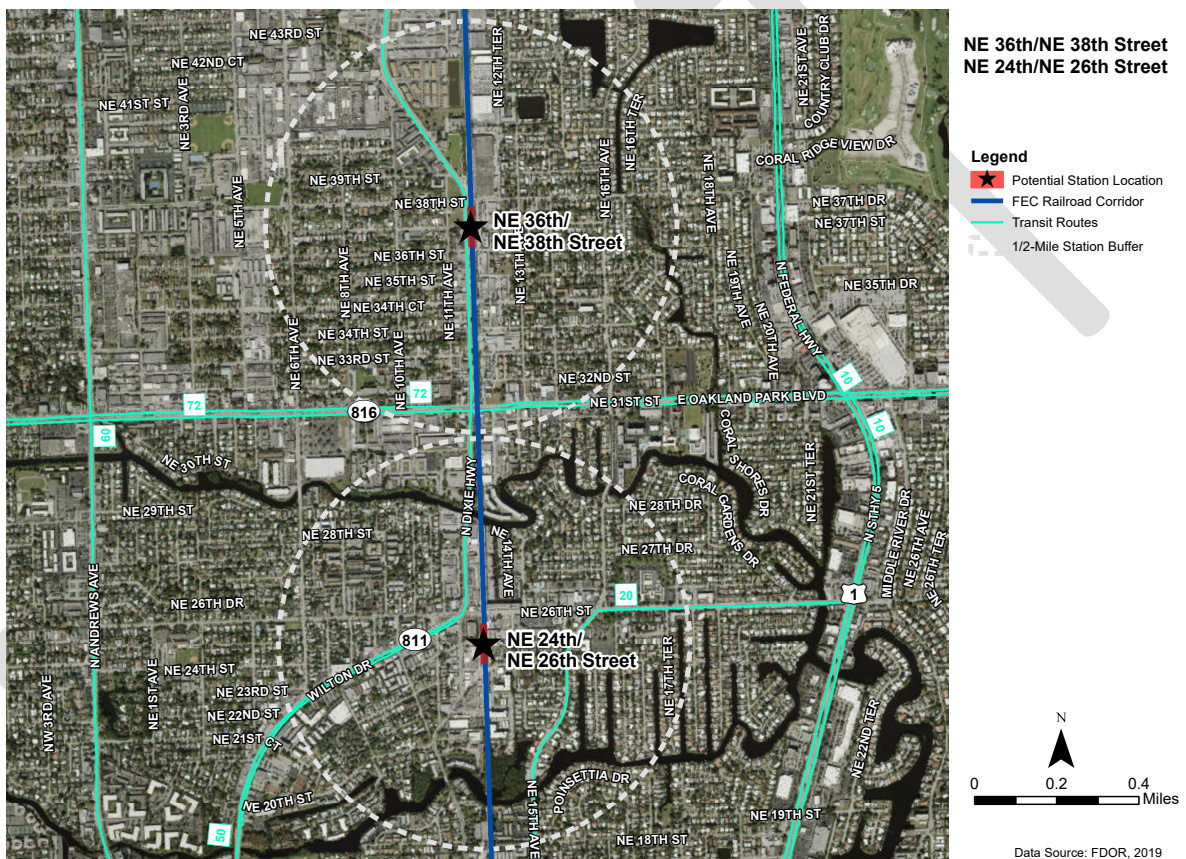 NE 36th/NE 38th Street
NE 24th/NE 26th Street
Legend
Potential Station Location
FEC Railroad Corridor
Transit Routes
1/2-Mile Station Buffer
NE 43RD ST
NE 42ND CT
NE 41ST ST
NE 3RD AVE
NE 5TH AVE
NE 39TH ST
NE 38TH ST
NE 12TH TER
NE 16TH TER
NE 16TH AVE
NE 18TH AVE
NE 21ST AVE
COUNTRY CLUB DR
CORAL RIDGE VIEW DR
NE 37TH DR
NE 37TH ST
NE 36th/
NE 38th Street
NE 36TH ST
NE 35TH ST
NE 34TH CT
NE 34TH ST
NE 33RD ST
NE 8TH AVE
NE 6TH AVE
NE 10TH AVE
NE 11TH AVE
NE 13TH
NE 19TH AVE
NE 20TH AVE
N FEDERAL HWY
NE 35TH DR
NE 32ND ST
NE 31ST ST
E OAKLAND PARK BLVD
72
816
72
10
10
60
NE 30TH ST
NE 29TH ST
NE 28TH ST
N DIXIE HWY
NE 14TH AVE
NE 28TH DR
NE 27TH DR
CORAL SHORES DR
CORAL GARDENS DR
NE 21ST TER
N STHY 5
MIDDLE RIVER DR
NE 26TH AVE
NE 26TH TER
N ANDREWS AVE
NE 26TH DR
NE 26TH ST
20
1
811
NE 24th/
NE 26th Street
NE 24TH ST
NE 23RD ST
NE 22ND ST
NE 21ST CT
WILTON DR
NE 1ST AVE
NW 3RD AVE
NE 17TH TER
NE 22ND TER
NE 20TH ST
50
NE 15TH AVE
POINSETTIA DR
NE 19TH ST
NE 18TH ST
N
0 0.2 0.4
Miles
Data Source: FDOR, 2019